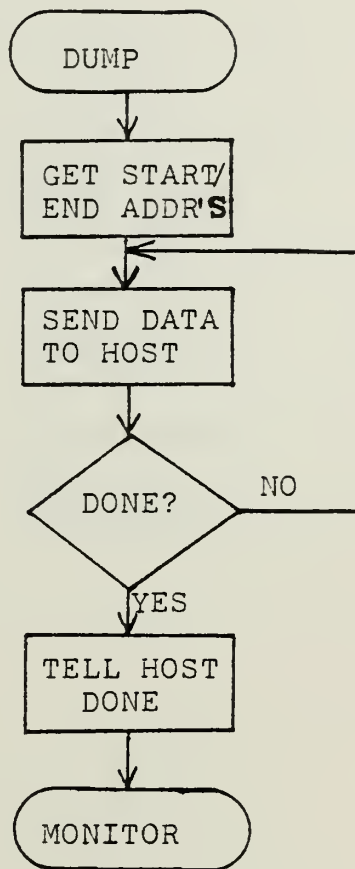 DUMP
GET START/
END ADDR'S
SEND DATA
TO HOST
DONE?
NO
YES
TELL HOST
DONE
MONITOR